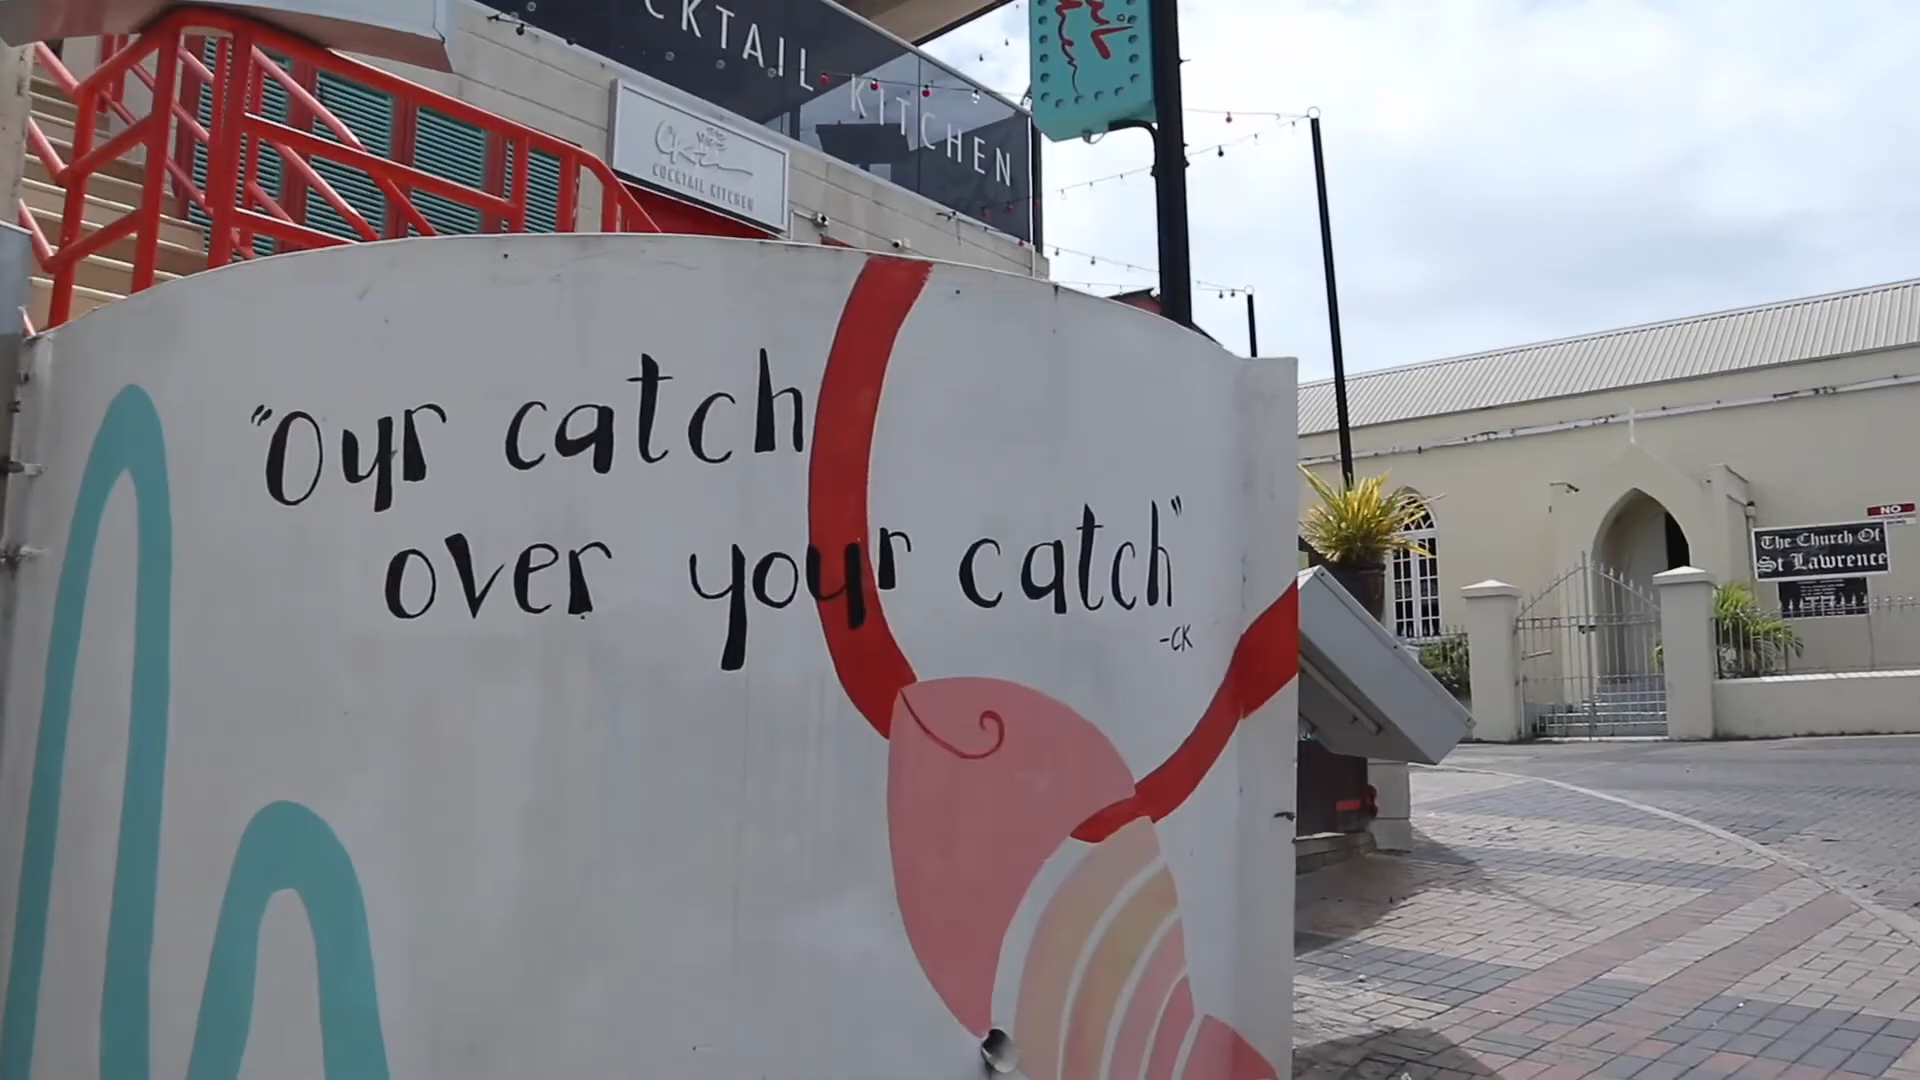 CKTAIL KITCHEN
COCKTAIL KITCHEN
"Our catch
over your catch"
-CK
NO
The Church Of
St Lawrence